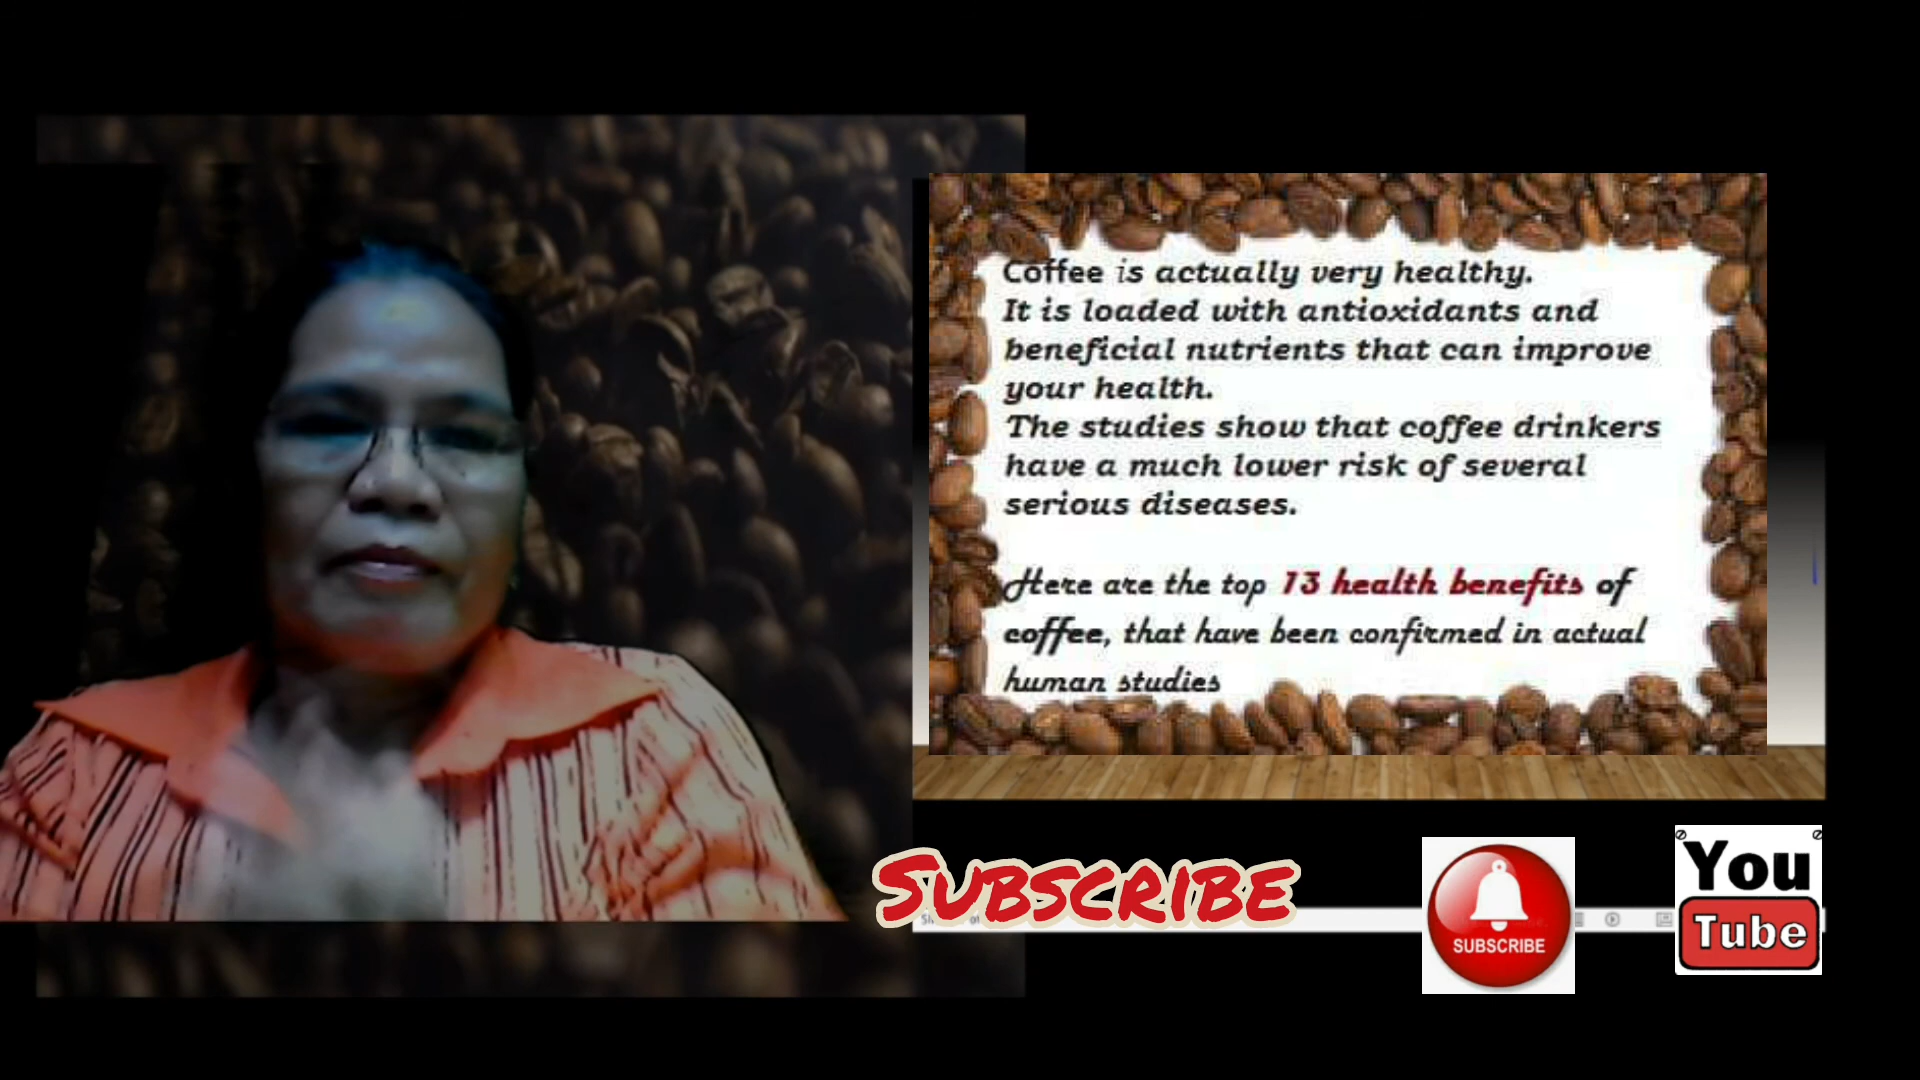 Coffee is actually very healthy.
It is loaded with antioxidants and
beneficial nutrients that can improve
your health.
The studies show that coffee drinkers
have a much lower risk of several
serious diseases.
Here are the top 13 health benefits of
coffee, that have been confirmed in actual
human studies
SUBSCRIBE
SUBSCRIBE
You
Tube